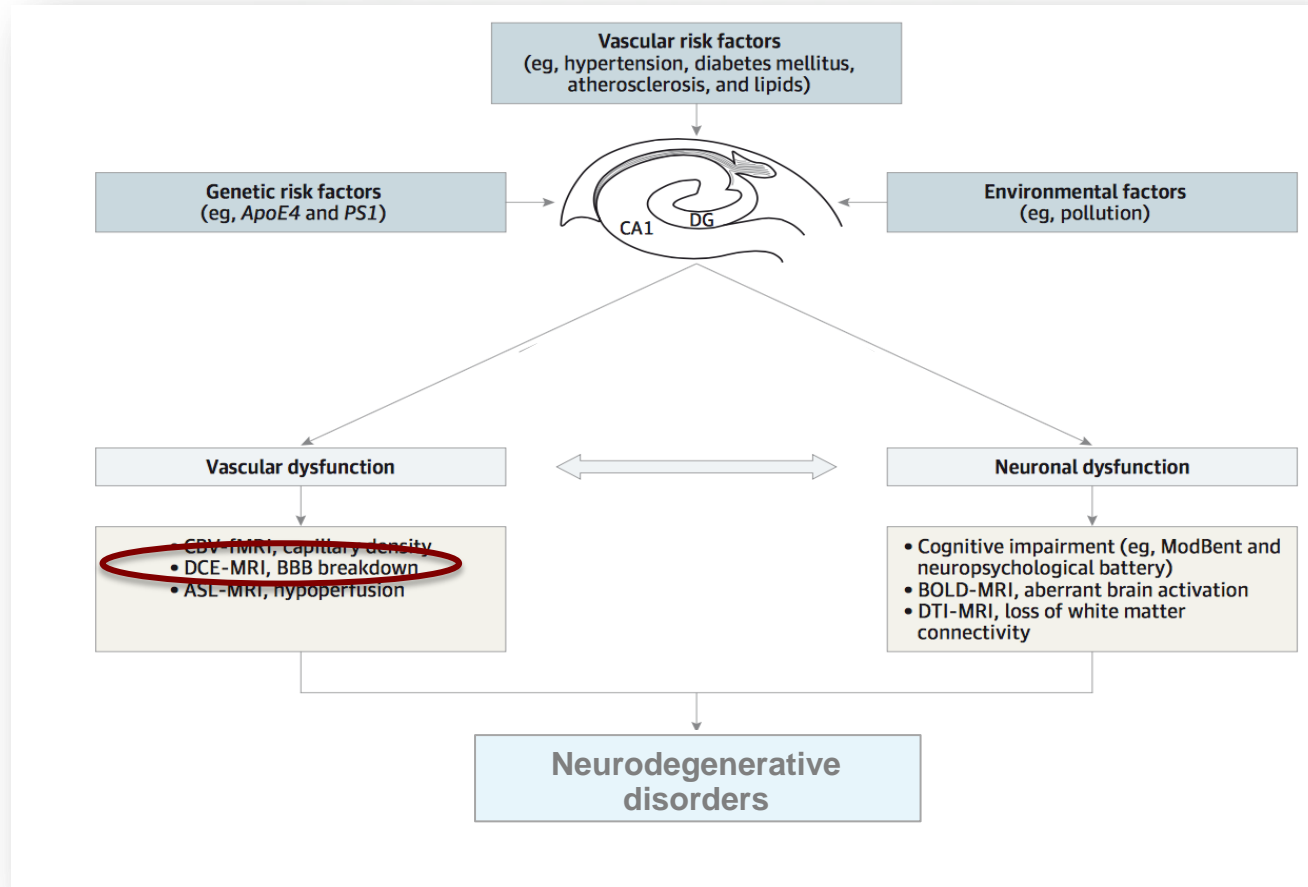 Vascular risk factors
(eg, hypertension, diabetes mellitus,
atherosclerosis, and lipids)
Genetic risk factors
(eg, ApoE4 and PS1)
Environmental factors
(eg, pollution)
CA1
DG
Vascular dysfunction
Neuronal dysfunction
• CBV-fMRI, capillary density
• DCE-MRI, BBB breakdown
• ASL-MRI, hypoperfusion
• Cognitive impairment (eg, ModBent and
neuropsychological battery)
• BOLD-MRI, aberrant brain activation
• DTI-MRI, loss of white matter
connectivity
Neurodegenerative
disorders